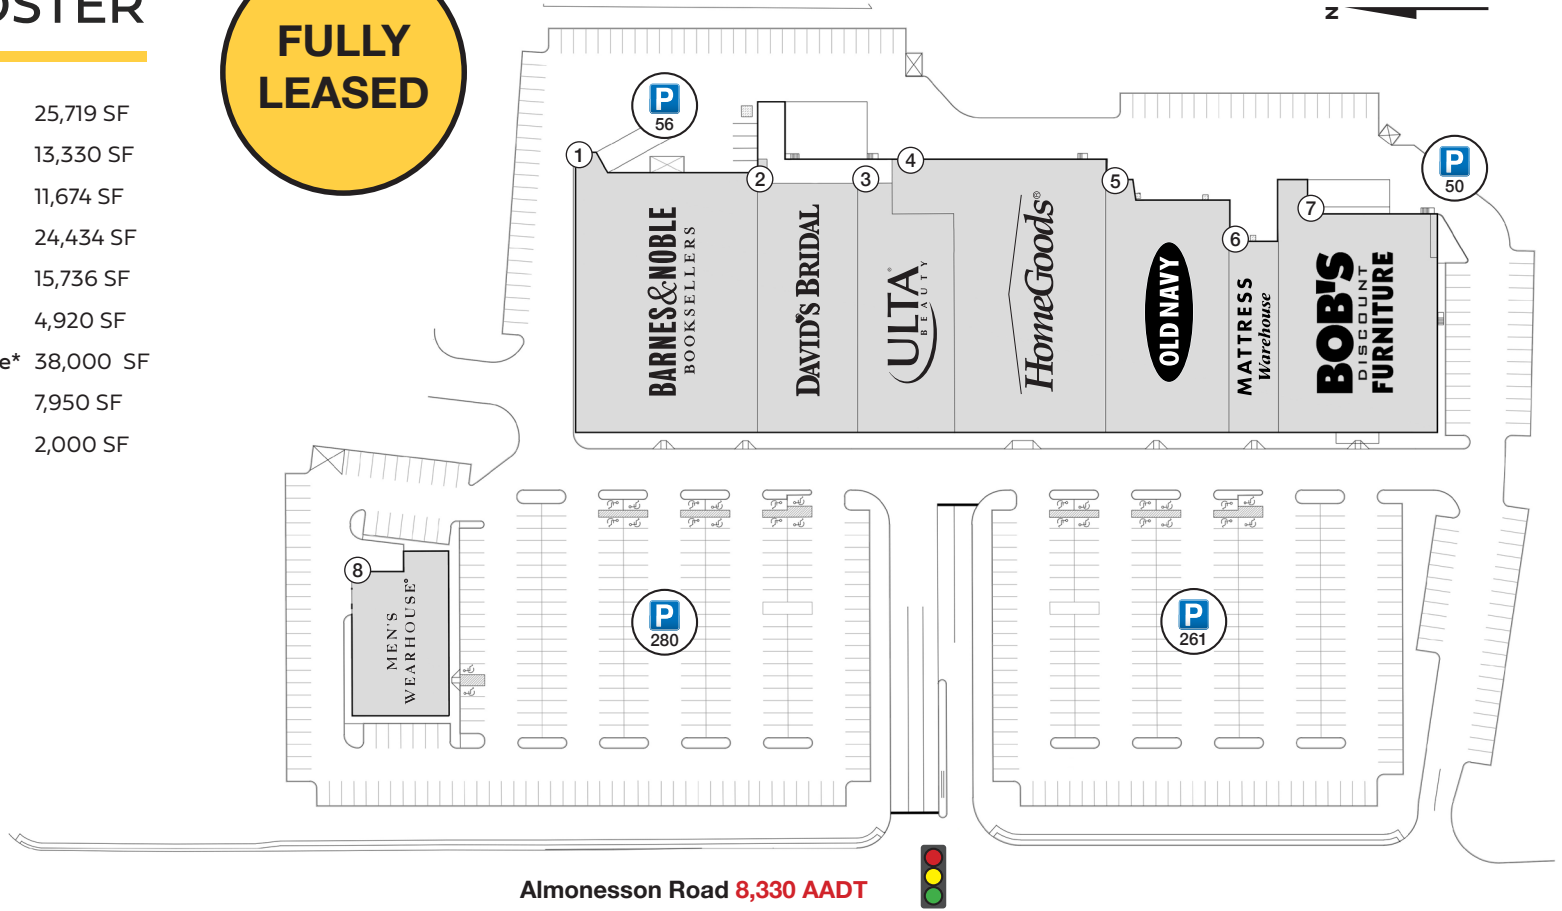 OSTER
25,719 SF
13,330 SF
11,674 SF
24,434 SF
15,736 SF
4,920 SF
e* 38,000 SF
7,950 SF
2,000 SF
FULLY
LEASED
N
P
56
P
50
1
2
3
4
5
6
7
BARNES&NOBLE
BOOKSELLERS
DAVID'S BRIDAL
ULTA
BEAUTY
HomeGoods®
OLD NAVY
MATTRESS
Warehouse
BOB'S
DISCOUNT
FURNITURE
8
MEN'S
WEARHOUSE®
P
280
P
261
Almonesson Road 8,330 AADT